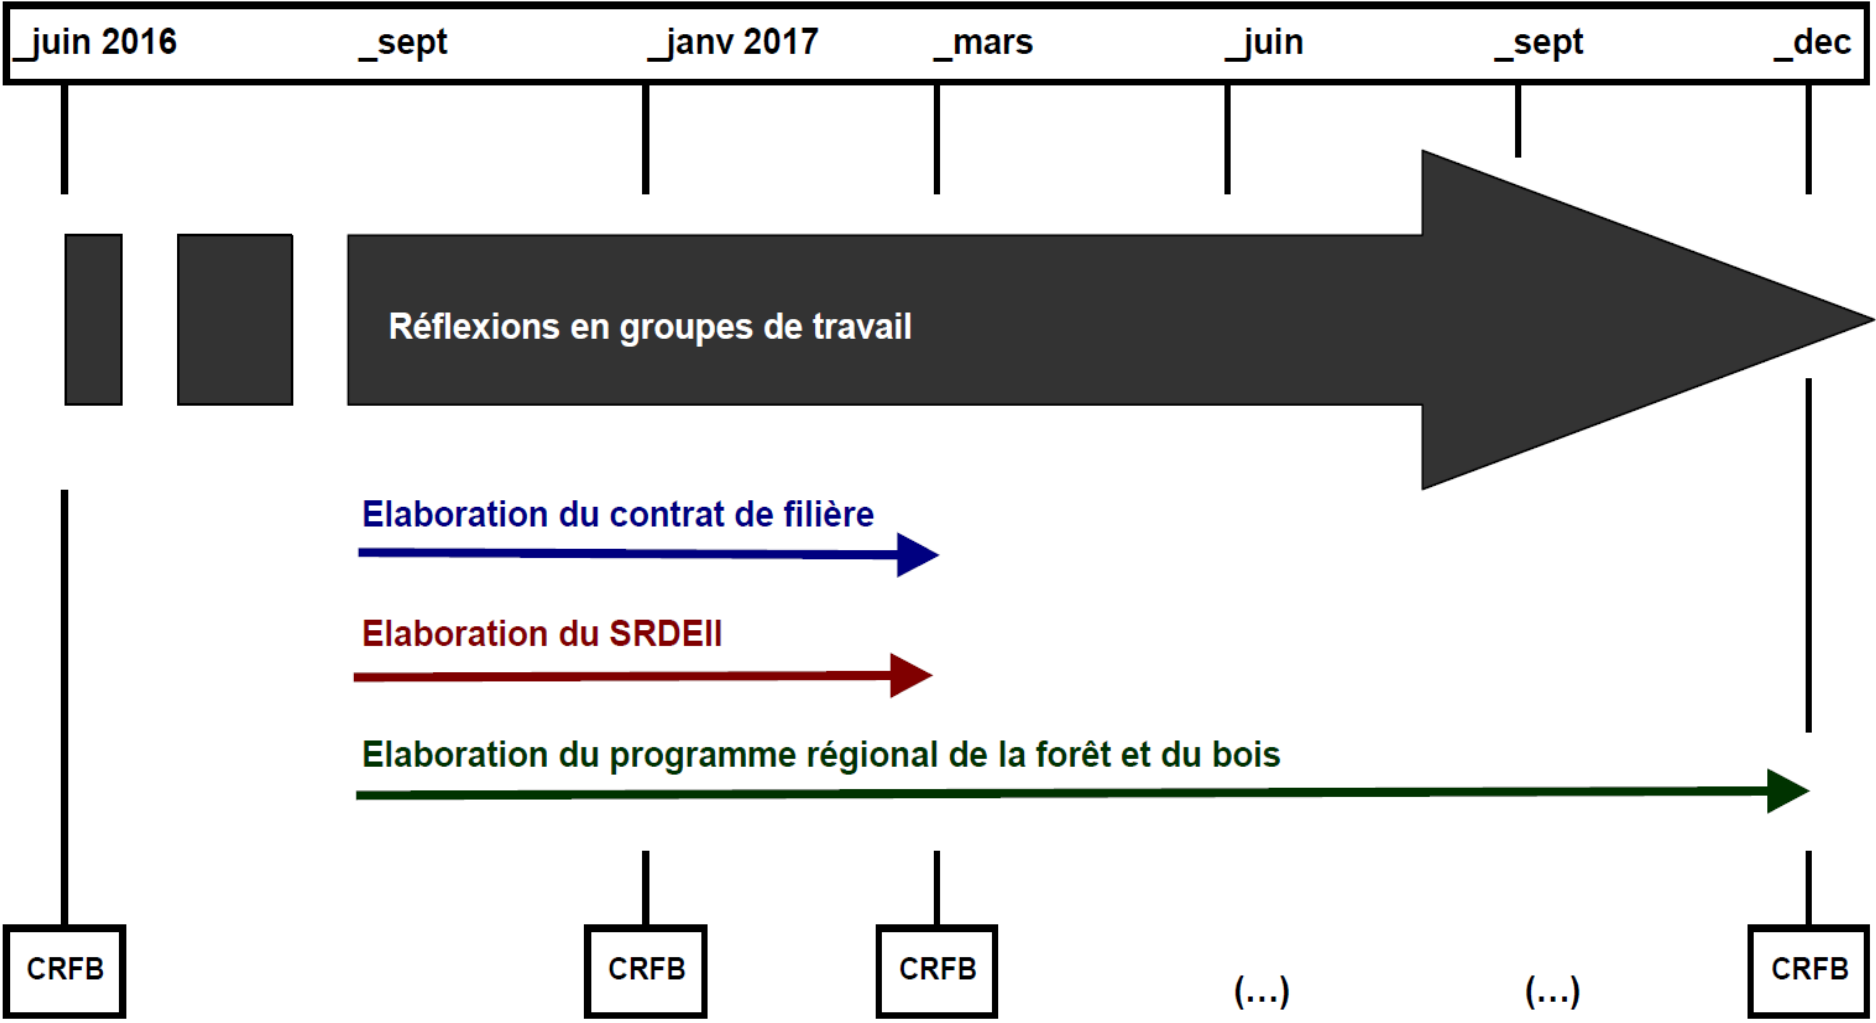 _juin 2016 _sept _janv 2017 _mars _juin _sept _dec
Réflexions en groupes de travail
Elaboration du contrat de filière
Elaboration du SRDEII
Elaboration du programme régional de la forêt et du bois
CRFB CRFB CRFB (...) (...) CRFB